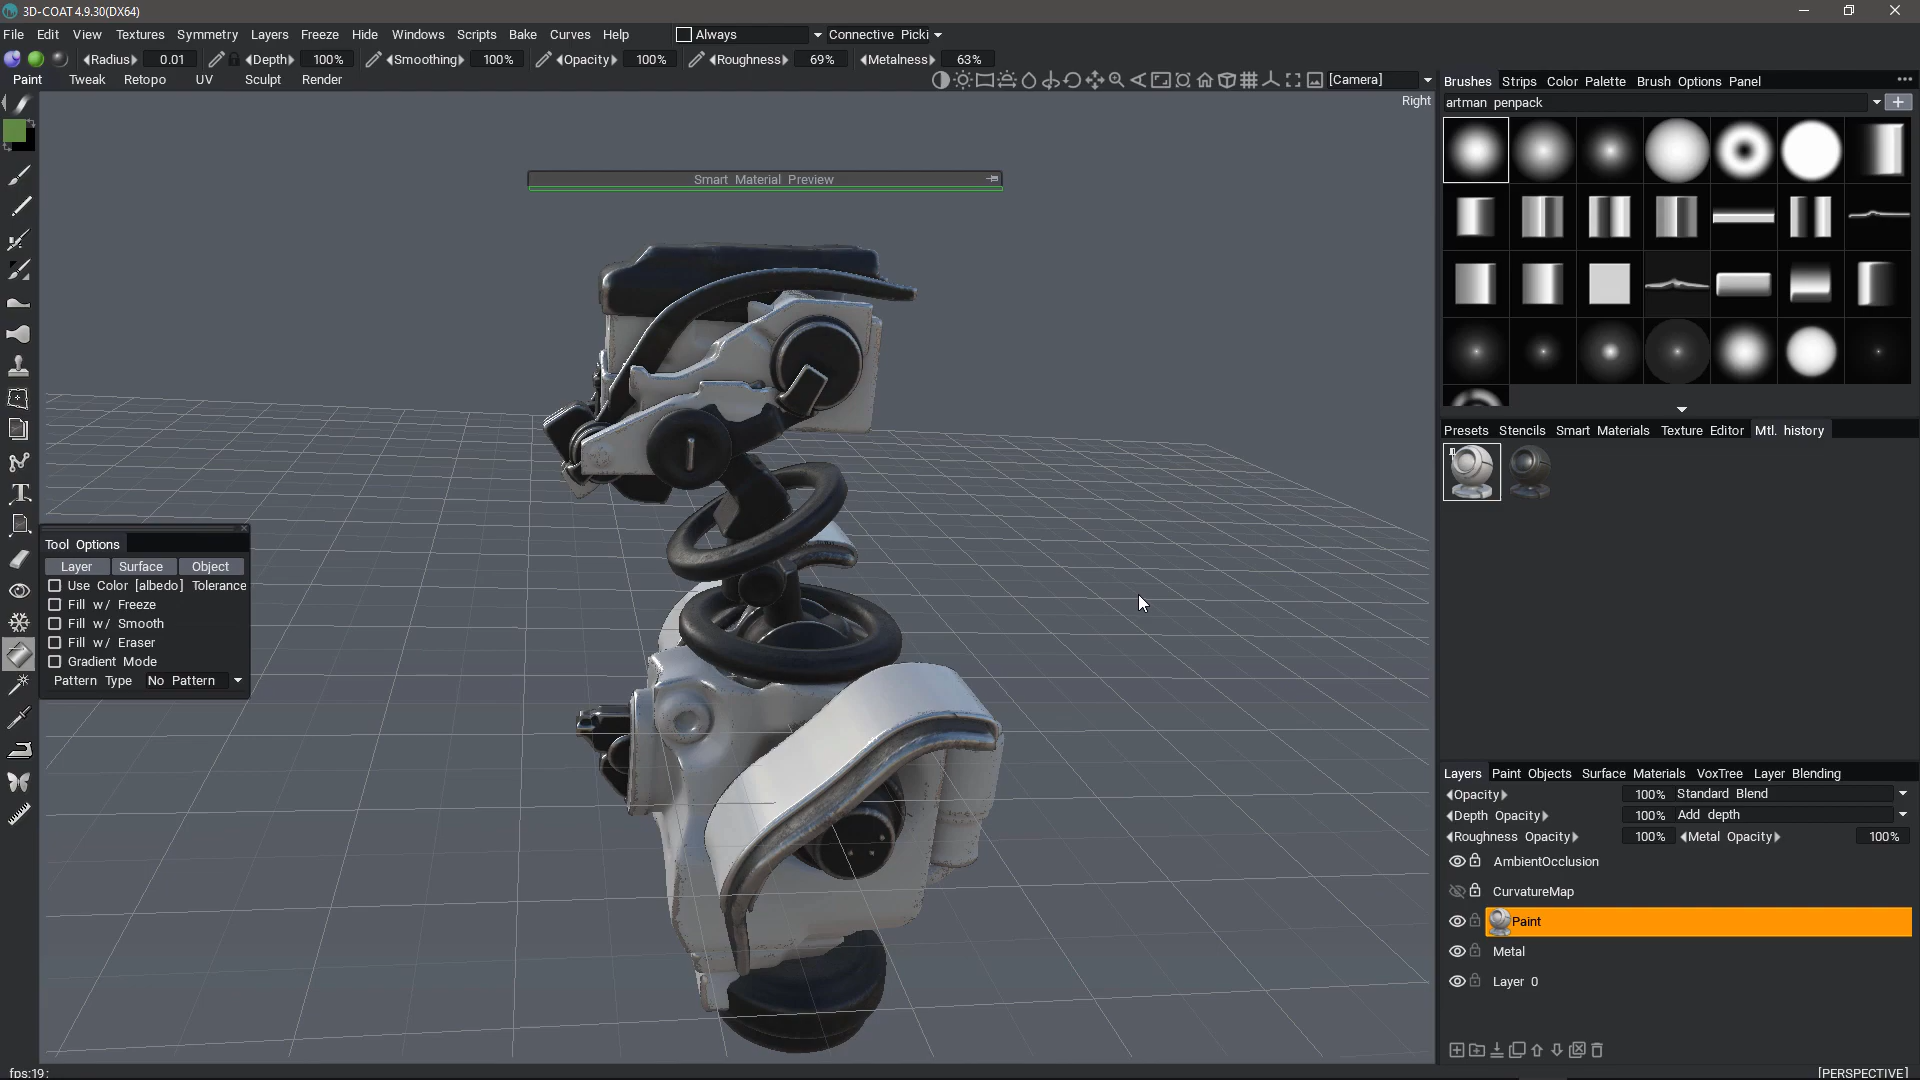 3D-COAT 4.9.30(DX64)
File Edit View Textures Symmetry Layers Freeze Hide Windows Scripts Bake Curves Help Always Connective Picki
Radius 0.01 Depth 100% Smoothing 100% Opacity 100% Roughness 69% Metalness 63%
Paint Tweak Retopo UV Sculpt Render [Camera]
Right
Smart Material Preview
Tool Options
Layer Surface Object
Use Color [albedo] Tolerance
Fill w/ Freeze
Fill w/ Smooth
Fill w/ Eraser
Gradient Mode
Pattern Type No Pattern
Brushes Strips Color Palette Brush Options Panel
artman penpack
Presets Stencils Smart Materials Texture Editor Mtl. history
Layers Paint Objects Surface Materials VoxTree Layer Blending
Opacity 100% Standard Blend
Depth Opacity 100% Add depth
Roughness Opacity 100% Metal Opacity 100%
AmbientOcclusion
CurvatureMap
Paint
Metal
Layer 0
fps:19:
[PERSPECTIVE]